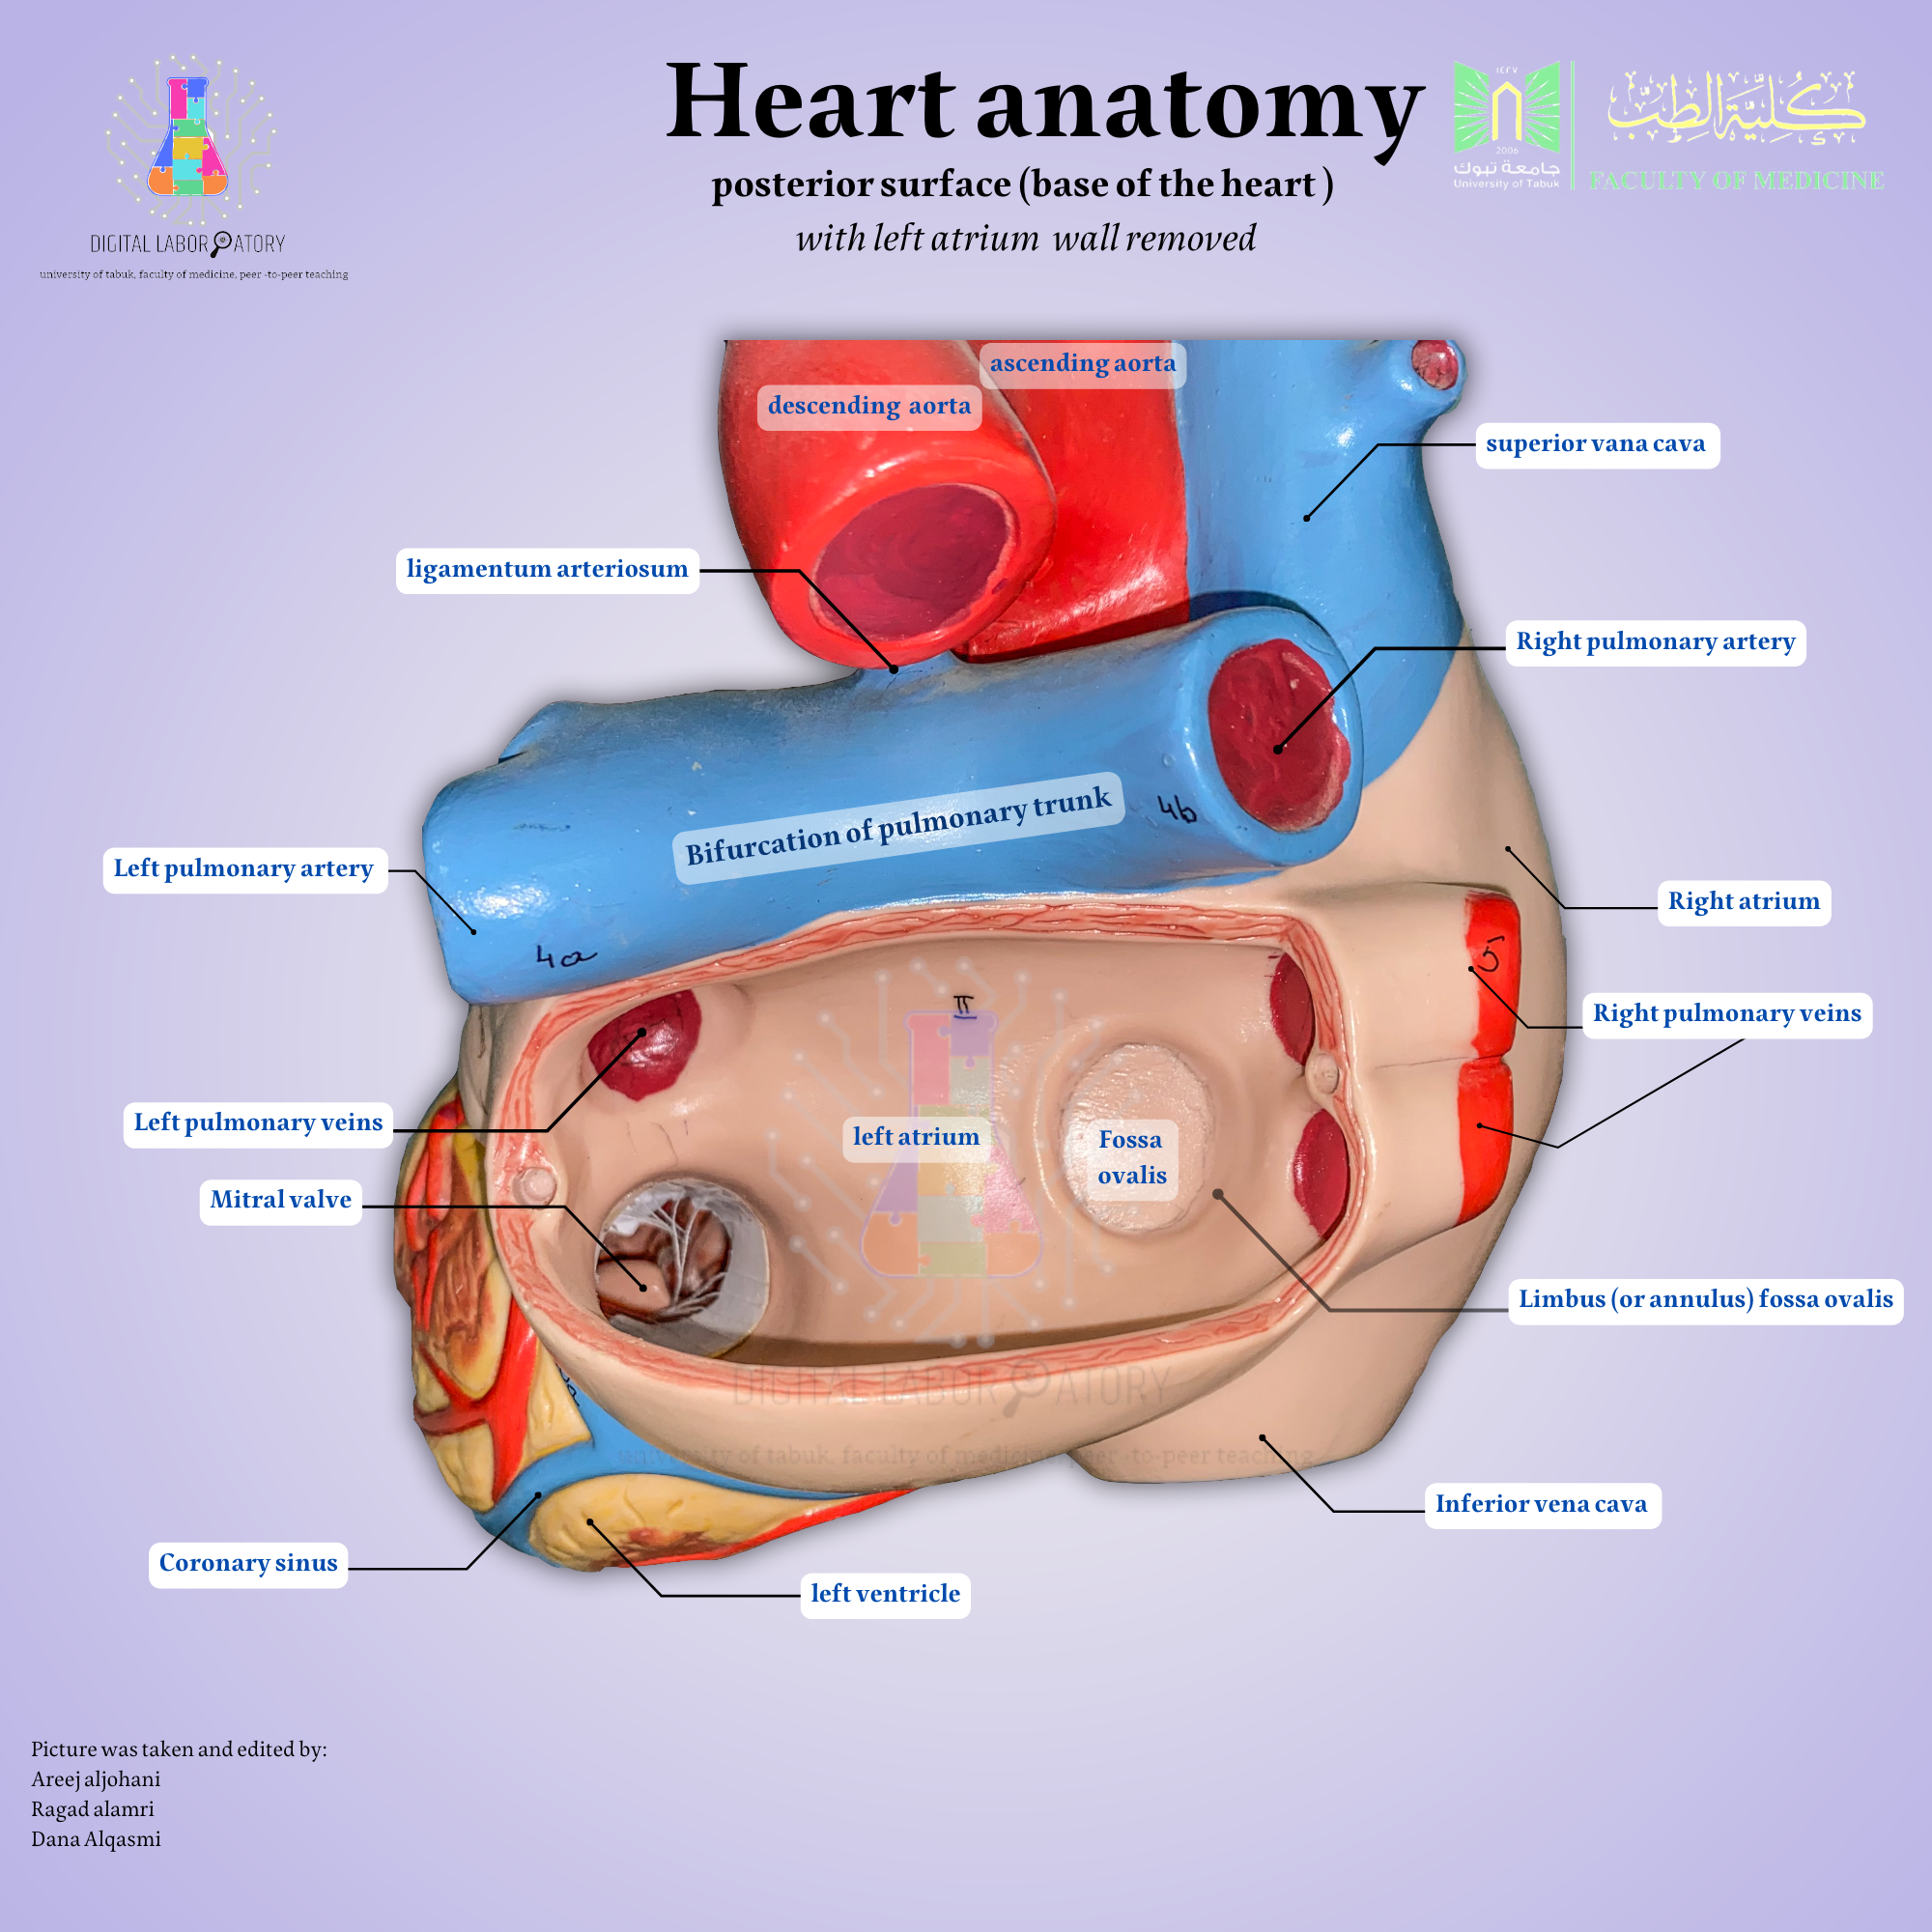 Heart anatomy
posterior surface (base of the heart )
with left atrium wall removed
DIGITAL LABORATORY
university of tabuk, faculty of medicine, peer -to-peer teaching
١٤٢٧
2006
جامعة تبوك
University of Tabuk
كلية الطب
FACULTY OF MEDICINE
ascending aorta
descending aorta
superior vana cava
ligamentum arteriosum
Right pulmonary artery
Bifurcation of pulmonary trunk
4b
Left pulmonary artery
4a
Right atrium
5
II
Right pulmonary veins
Left pulmonary veins
left atrium
Fossa
ovalis
Mitral valve
Limbus (or annulus) fossa ovalis
DIGITAL LABORATORY
university of tabuk, faculty of medicine, peer -to-peer teaching
Inferior vena cava
Coronary sinus
left ventricle
Picture was taken and edited by:
Areej aljohani
Ragad alamri
Dana Alqasmi